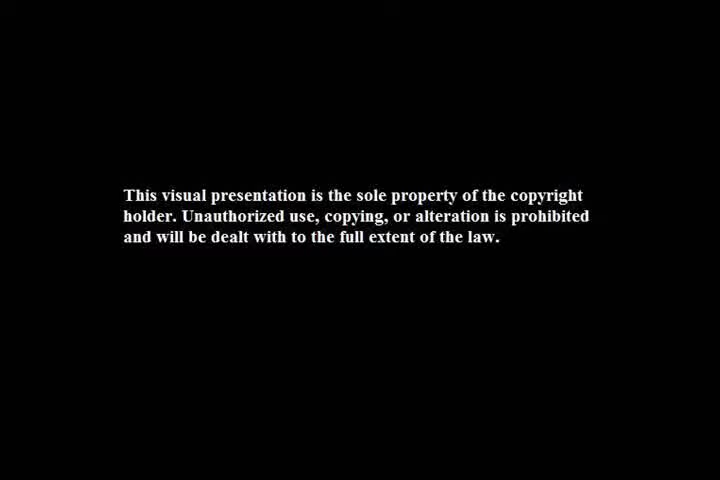 This visual presentation is the sole property of the copyright
holder. Unauthorized use, copying, or alteration is prohibited
and will be dealt with to the full extent of the law.